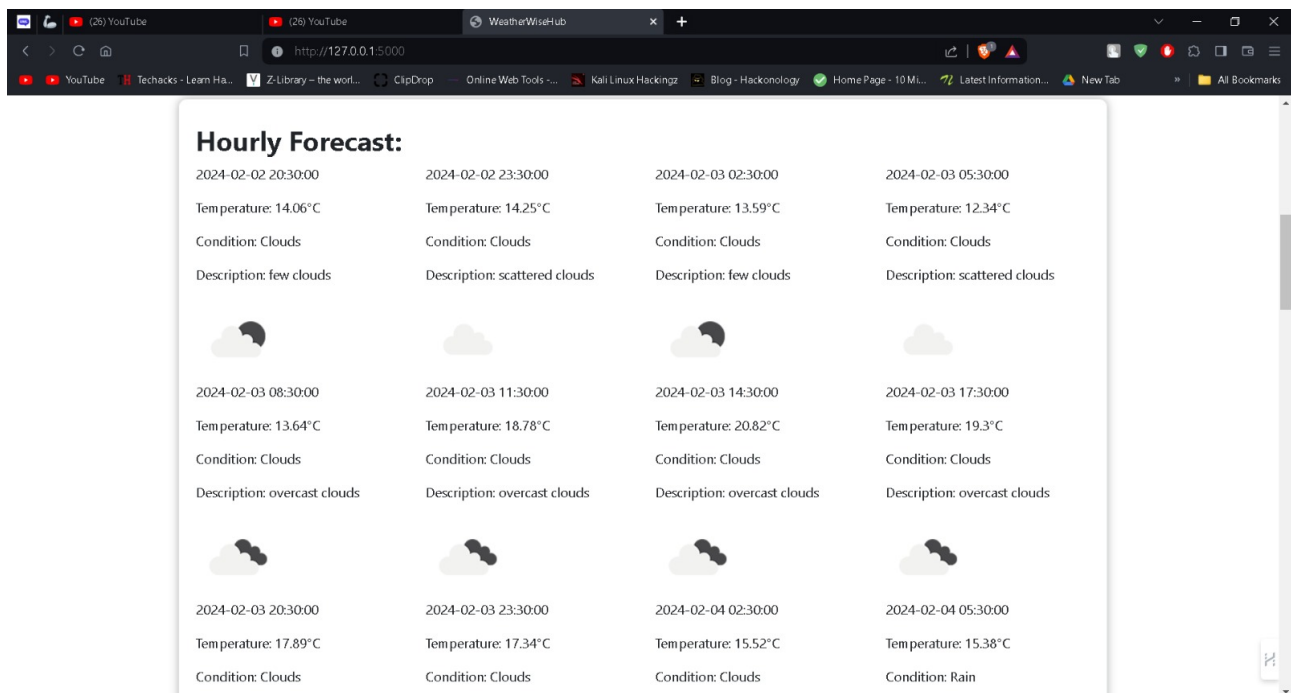 (26) YouTube (26) YouTube WeatherWiseHub
http://127.0.0.1:5000
YouTube Techacks - Learn Ha... Z-Library – the worl... ClipDrop Online Web Tools -... Kali Linux Hackingz Blog - Hackonology Home Page - 10 Mi... Latest Information... New Tab » All Bookmarks
Hourly Forecast:
2024-02-02 20:30:00 2024-02-02 23:30:00 2024-02-03 02:30:00 2024-02-03 05:30:00
Temperature: 14.06°C Temperature: 14.25°C Temperature: 13.59°C Temperature: 12.34°C
Condition: Clouds Condition: Clouds Condition: Clouds Condition: Clouds
Description: few clouds Description: scattered clouds Description: few clouds Description: scattered clouds
2024-02-03 08:30:00 2024-02-03 11:30:00 2024-02-03 14:30:00 2024-02-03 17:30:00
Temperature: 13.64°C Temperature: 18.78°C Temperature: 20.82°C Temperature: 19.3°C
Condition: Clouds Condition: Clouds Condition: Clouds Condition: Clouds
Description: overcast clouds Description: overcast clouds Description: overcast clouds Description: overcast clouds
2024-02-03 20:30:00 2024-02-03 23:30:00 2024-02-04 02:30:00 2024-02-04 05:30:00
Temperature: 17.89°C Temperature: 17.34°C Temperature: 15.52°C Temperature: 15.38°C
Condition: Clouds Condition: Clouds Condition: Clouds Condition: Rain